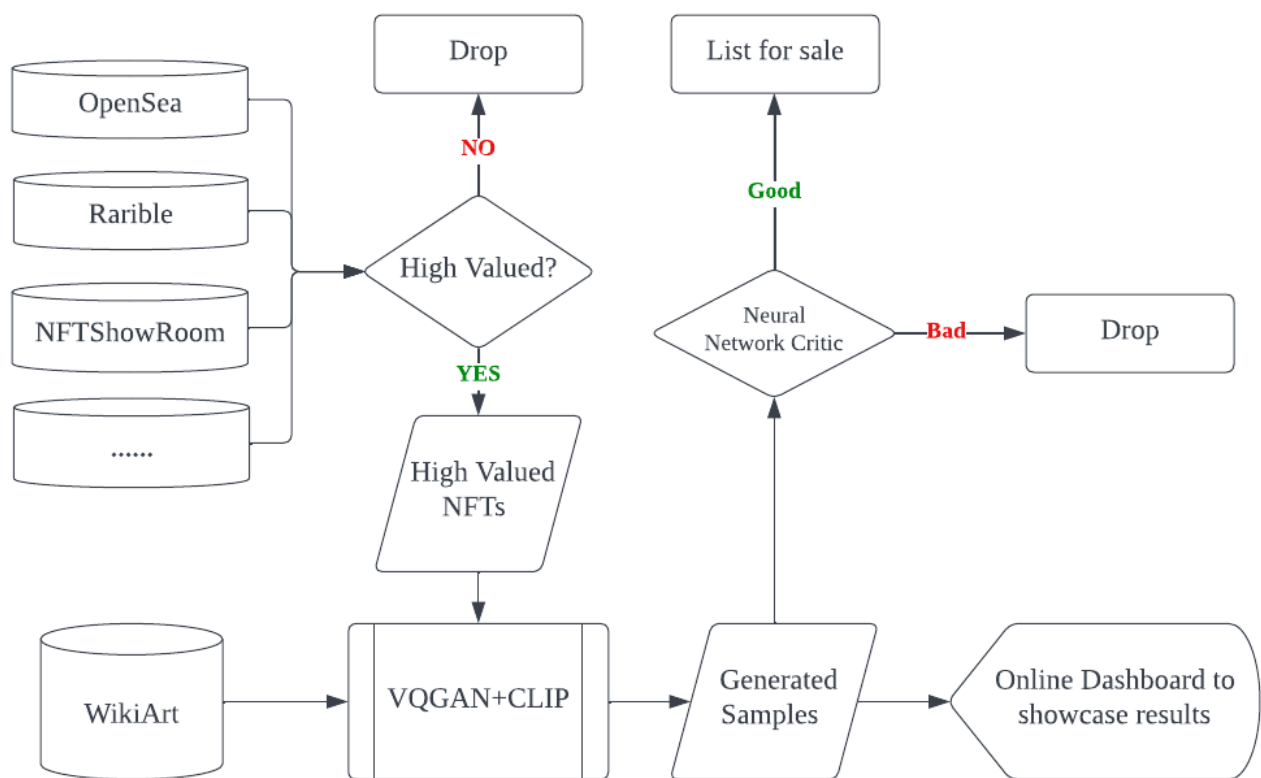 Drop
List for sale
OpenSea
NO
Good
Rarible
High Valued?
NFTShowRoom
Neural
Network Critic
Bad
Drop
YES
......
High Valued
NFTs
WikiArt
VQGAN+CLIP
Generated
Samples
Online Dashboard to
showcase results